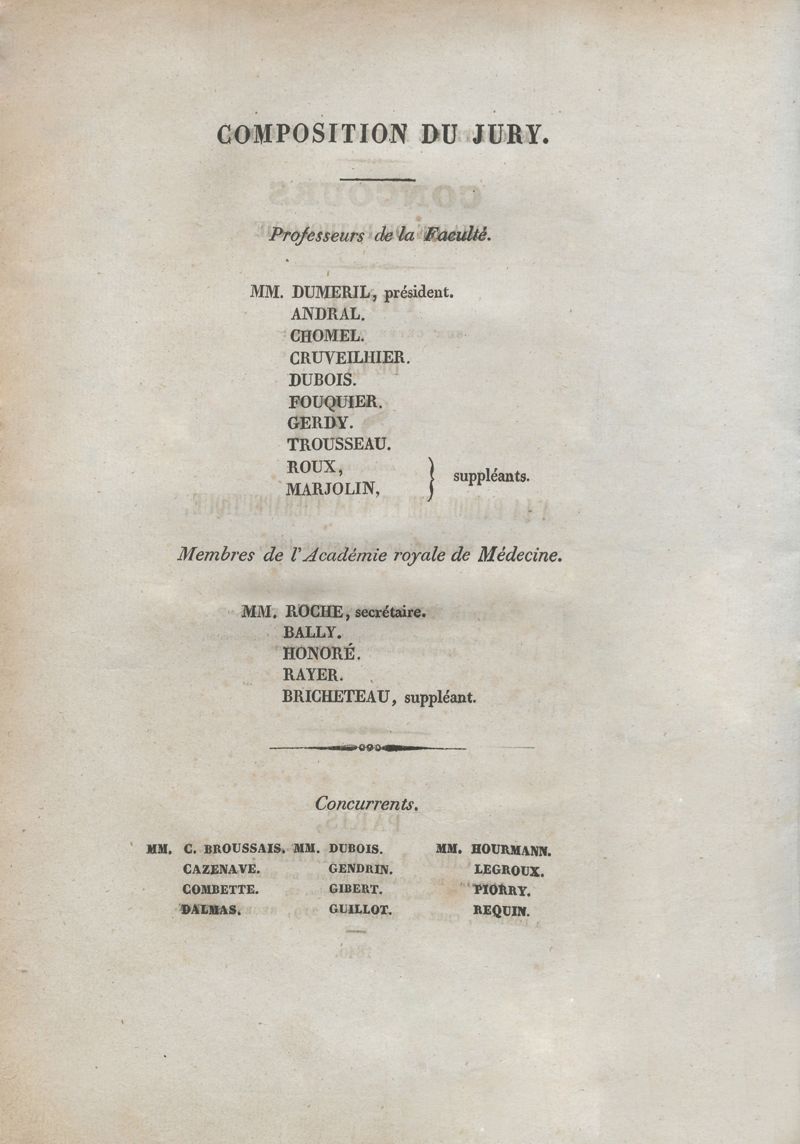 COMPOSITION DU JURY.
Professeurs de la Faculté.
MM. DUMERIL, président.
ANDRAL.
CHOMEL.
CRUVEILHIER.
DUBOIS.
FOUQUIER.
GERDY.
TROUSSEAU.
ROUX,
MARJOLIN,
} suppléants.
Membres de l'Académie royale de Médecine.
MM. ROCHE, secrétaire.
BALLY.
HONORÉ.
RAYER.
BRICHETEAU, suppléant.
Concurrents.
MM. C. BROUSSAIS. MM. DUBOIS. MM. HOURMANN.
CAZENAVE. GENDRIN. LEGROUX.
COMBETTE. GIBERT. PIORRY.
DALMAS. GUILLOT. REQUIN.